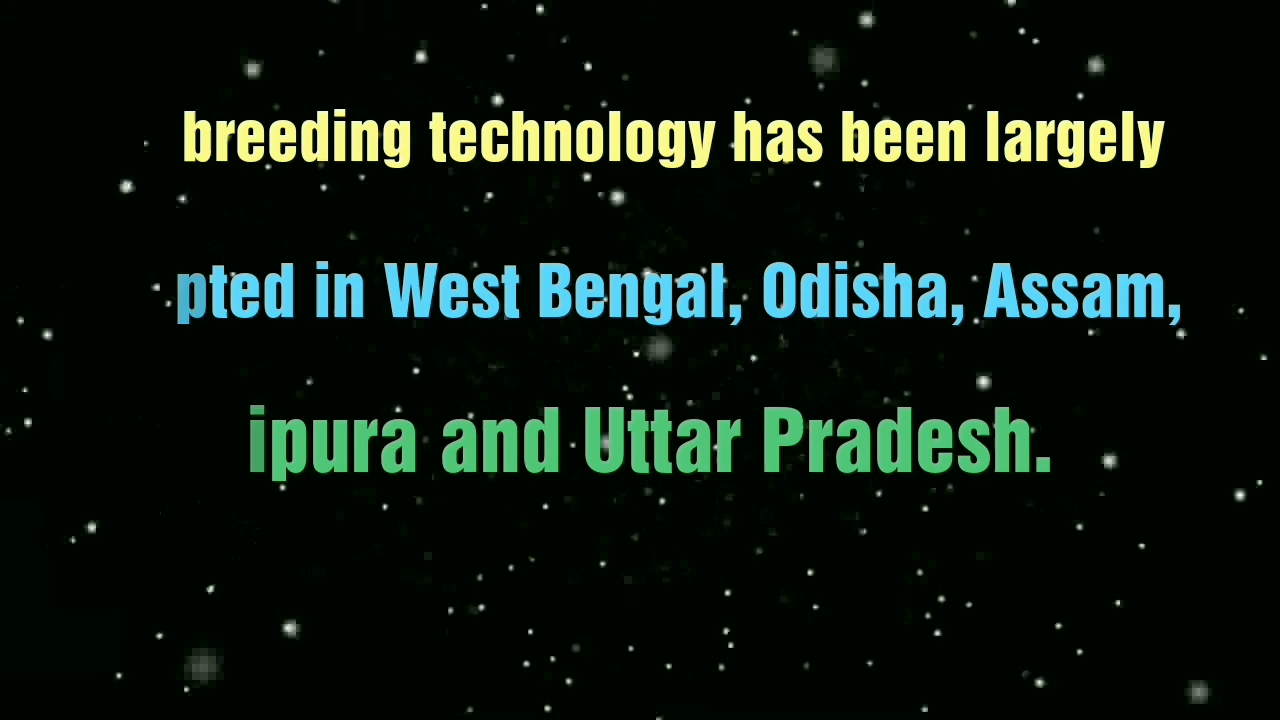 breeding technology has been largely
pted in West Bengal, Odisha, Assam,
ipura and Uttar Pradesh.